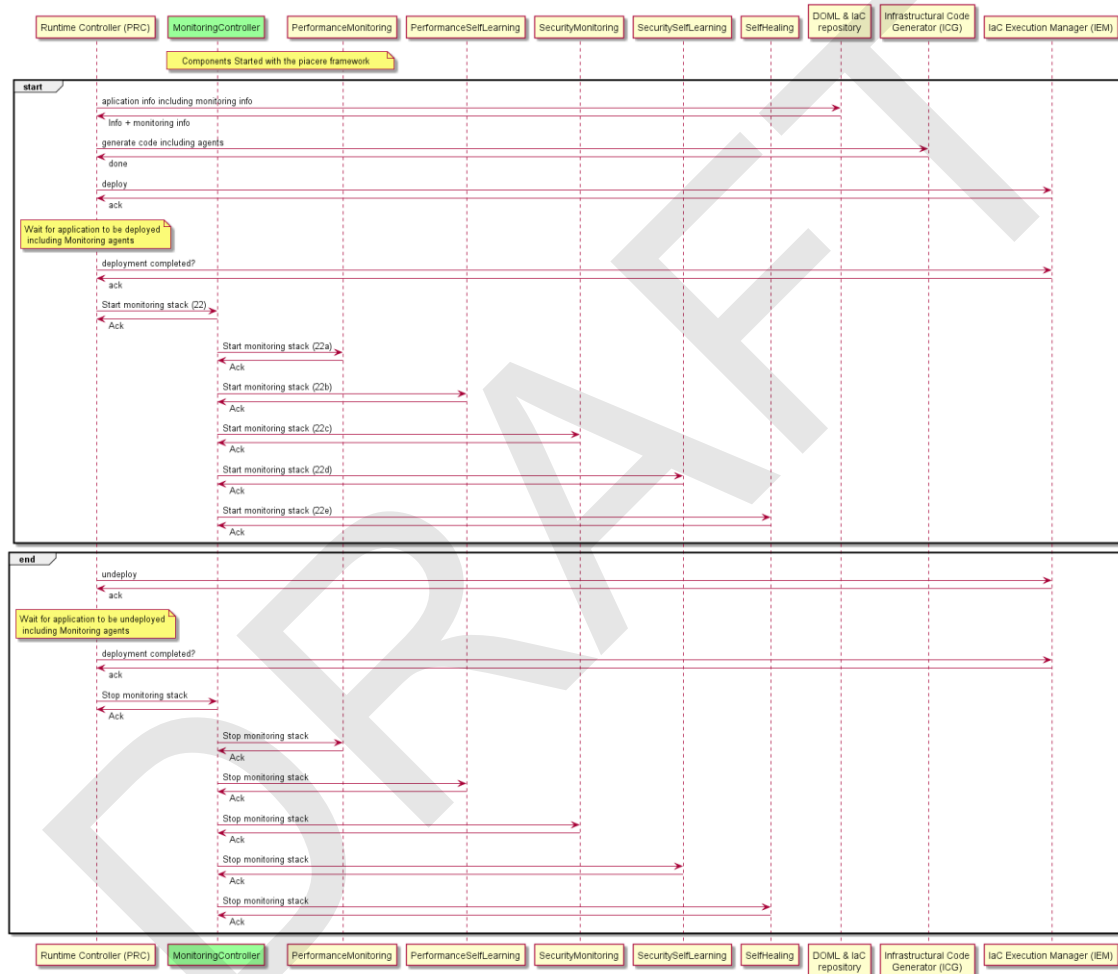 Runtime Controller (PRC)
MonitoringController
PerformanceMonitoring
PerformanceSelfLearning
SecurityMonitoring
SecuritySelfLearning
SelfHealing
DOML & IaC
repository
Infrastructural Code
Generator (ICG)
IaC Execution Manager (IEM)
Components Started with the piacere framework
start
aplication info including monitoring info
Info + monitoring info
generate code including agents
done
deploy
ack
Wait for application to be deployed
including Monitoring agents
deployment completed?
ack
Start monitoring stack (22)
Ack
Start monitoring stack (22a)
Ack
Start monitoring stack (22b)
Ack
Start monitoring stack (22c)
Ack
Start monitoring stack (22d)
Ack
Start monitoring stack (22e)
Ack
end
undeploy
ack
Wait for application to be undeployed
including Monitoring agents
deployment completed?
ack
Stop monitoring stack
Ack
Stop monitoring stack
Ack
Stop monitoring stack
Ack
Stop monitoring stack
Ack
Stop monitoring stack
Ack
Stop monitoring stack
Ack
Runtime Controller (PRC)
MonitoringController
PerformanceMonitoring
PerformanceSelfLearning
SecurityMonitoring
SecuritySelfLearning
SelfHealing
DOML & IaC
repository
Infrastructural Code
Generator (ICG)
IaC Execution Manager (IEM)
DRAFT